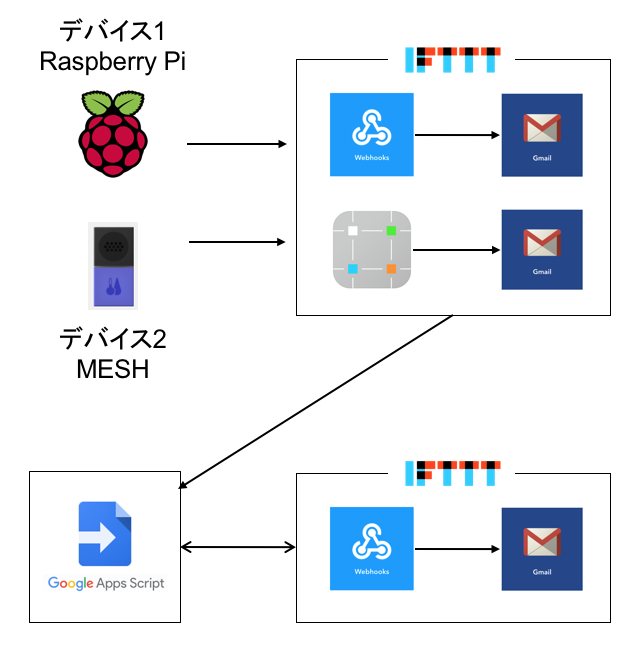 デバイス1
Raspberry Pi
IFTTT
Webhooks
Gmail
Gmail
デバイス2
MESH
IFTTT
Google Apps Script
Webhooks
Gmail